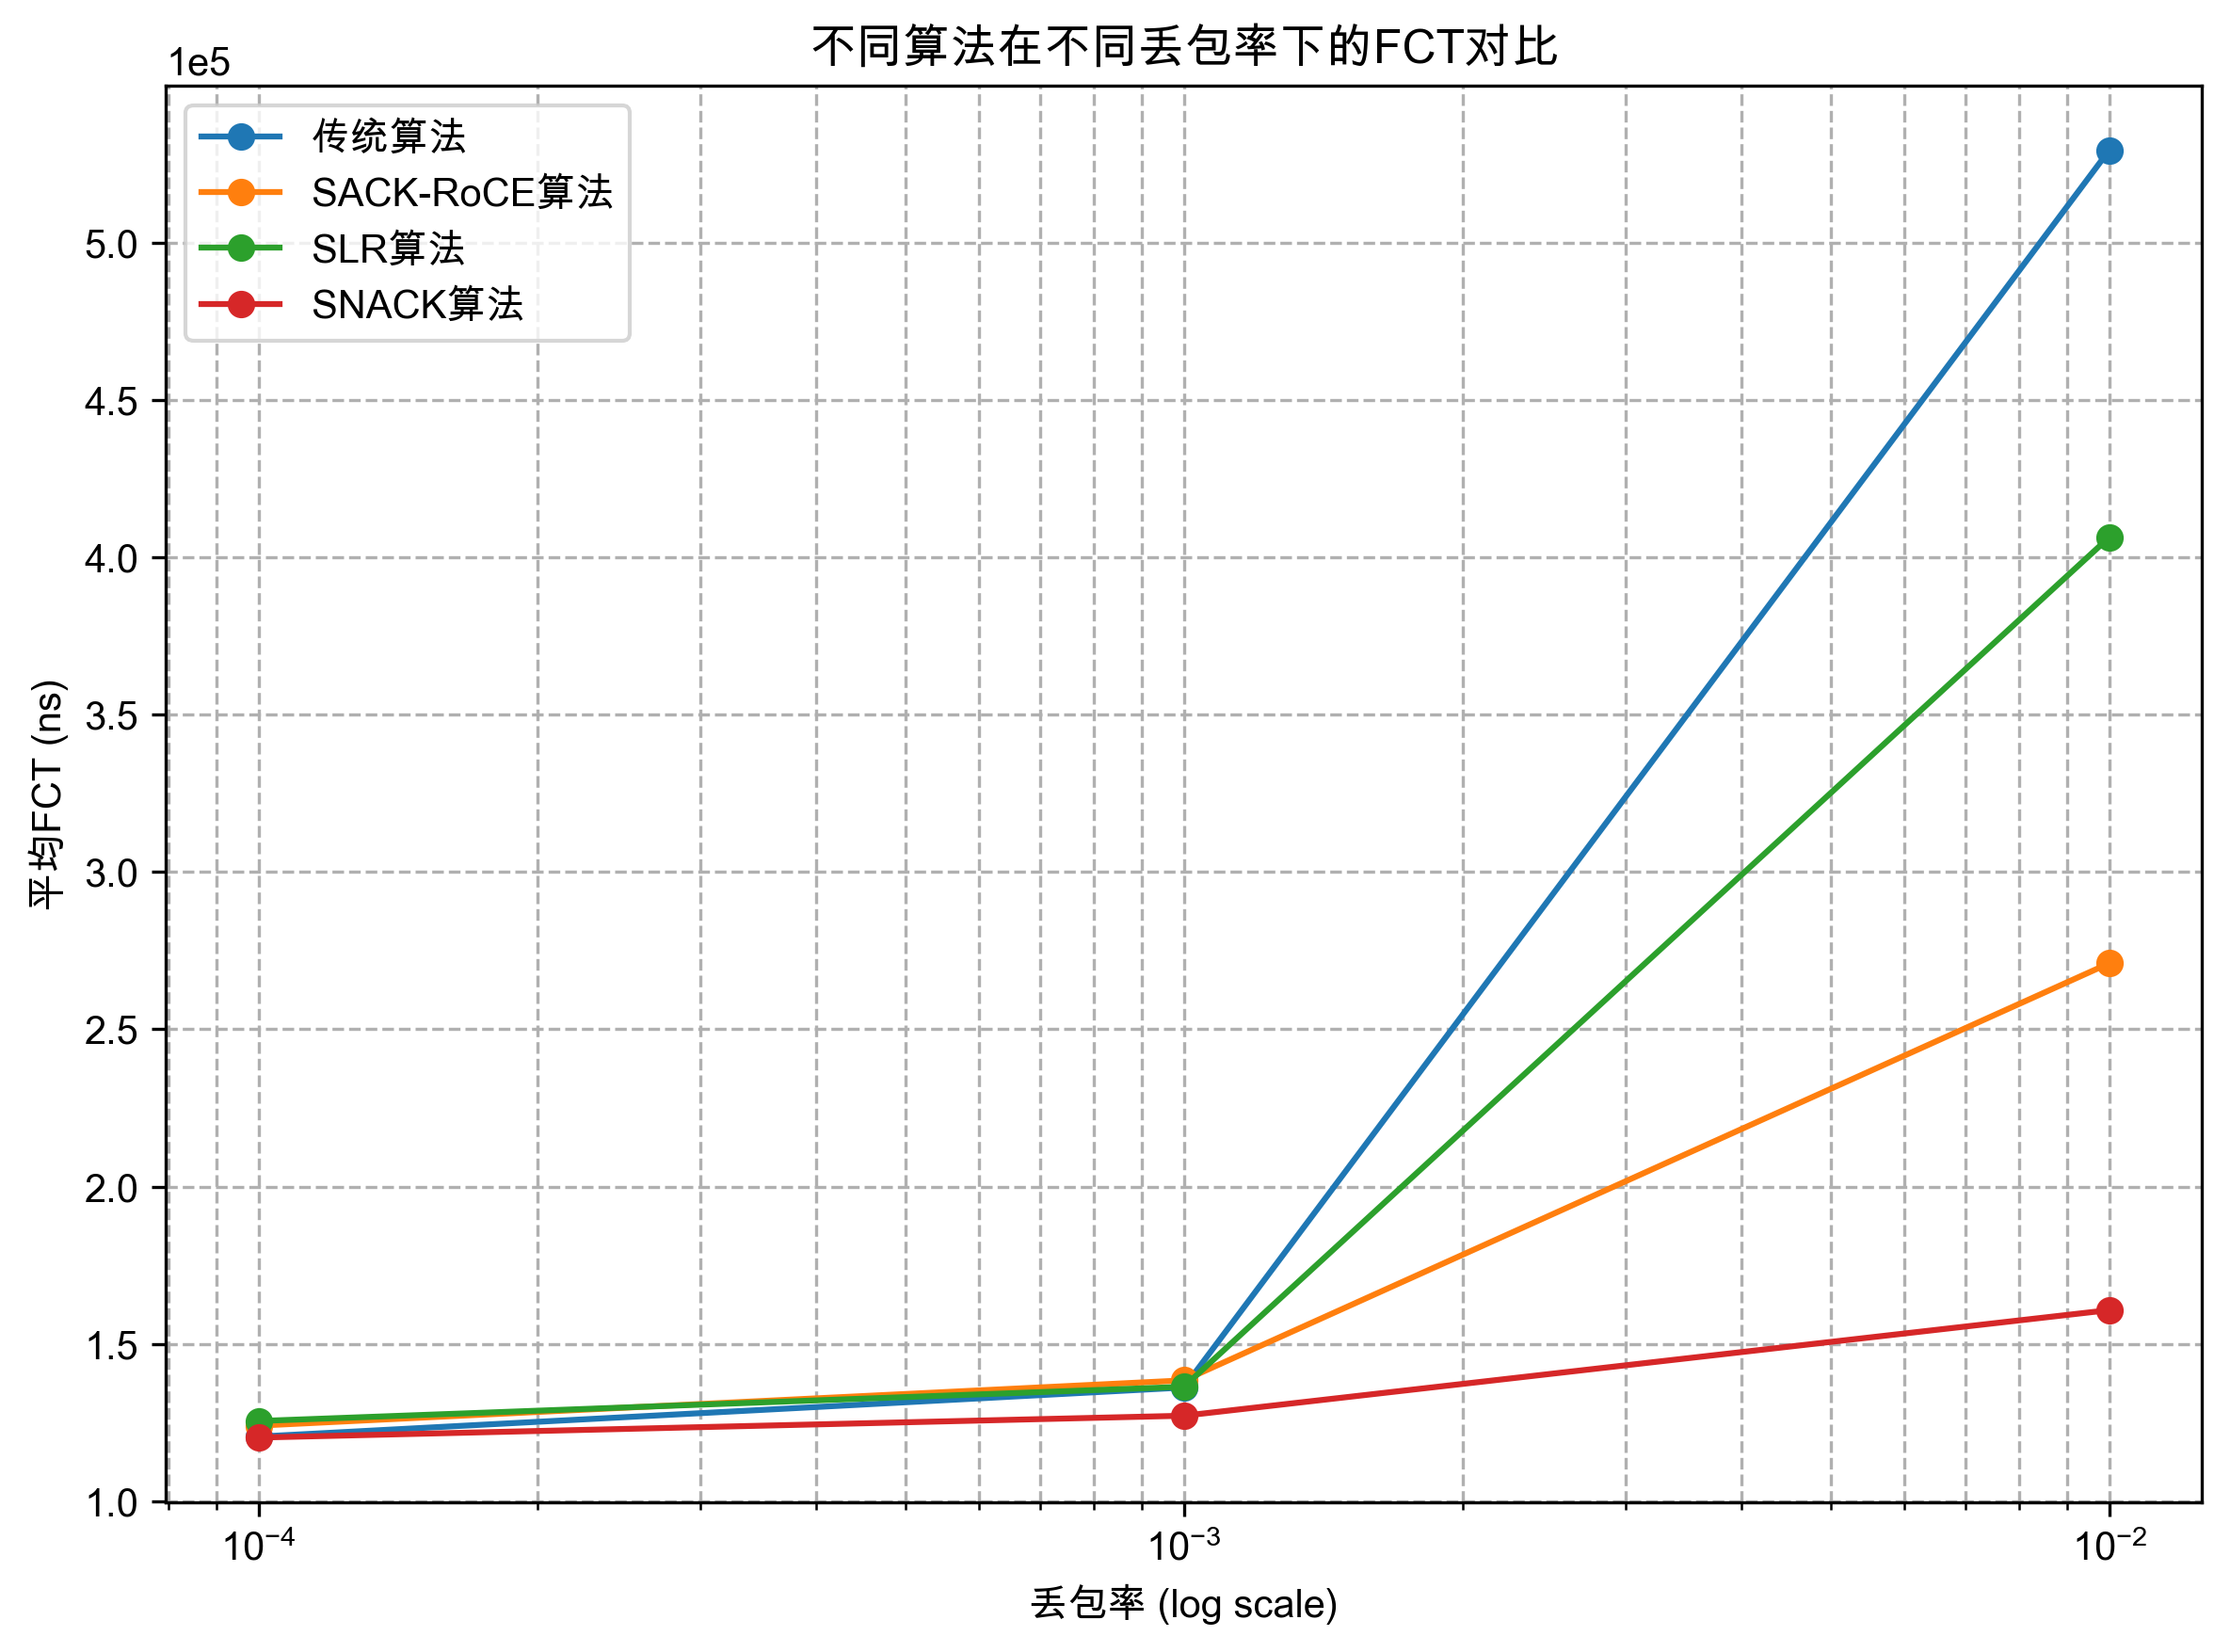 不同算法在不同丢包率下的FCT对比
1e5
传统算法
SACK-RoCE算法
SLR算法
SNACK算法
5.0
4.5
4.0
3.5
3.0
2.5
2.0
1.5
1.0
平均FCT (ns)
10⁻⁴
10⁻³
10⁻²
丢包率 (log scale)